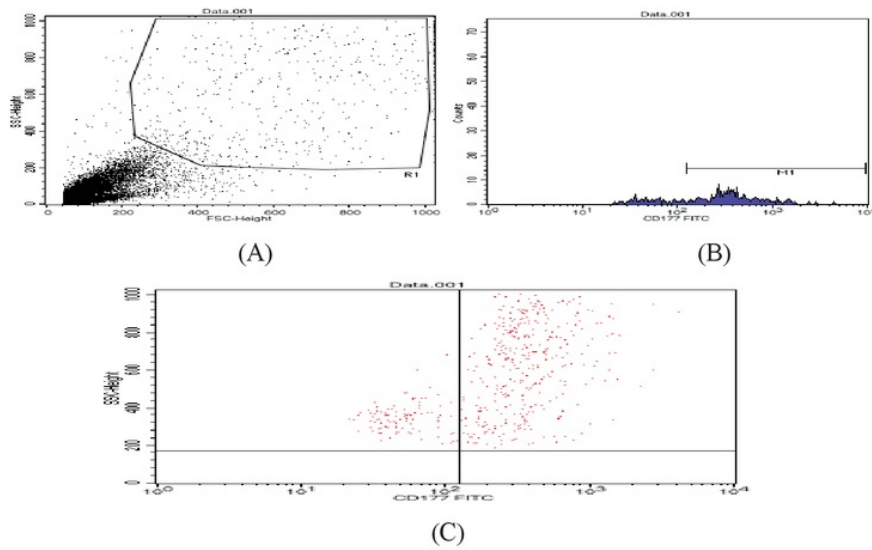 Data.001
SSC-Height
0 200 400 600 800 1000
R1
0 200 400 600 800 1000
FSC-Height
(A)
Data.001
Counts
0 10 20 30 40 50 60 70
M1
10^0 10^1 10^2 10^3 10^4
CD177 FITC
(B)
Data.001
SSC-Height
0 200 400 600 800 1000
10^0 10^1 10^2 10^3 10^4
CD177 FITC
(C)